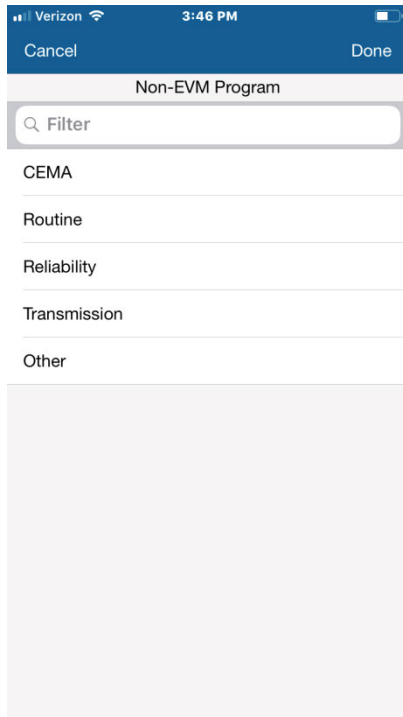 Verizon 3:46 PM
Cancel Done
Non-EVM Program
Filter
CEMA
Routine
Reliability
Transmission
Other